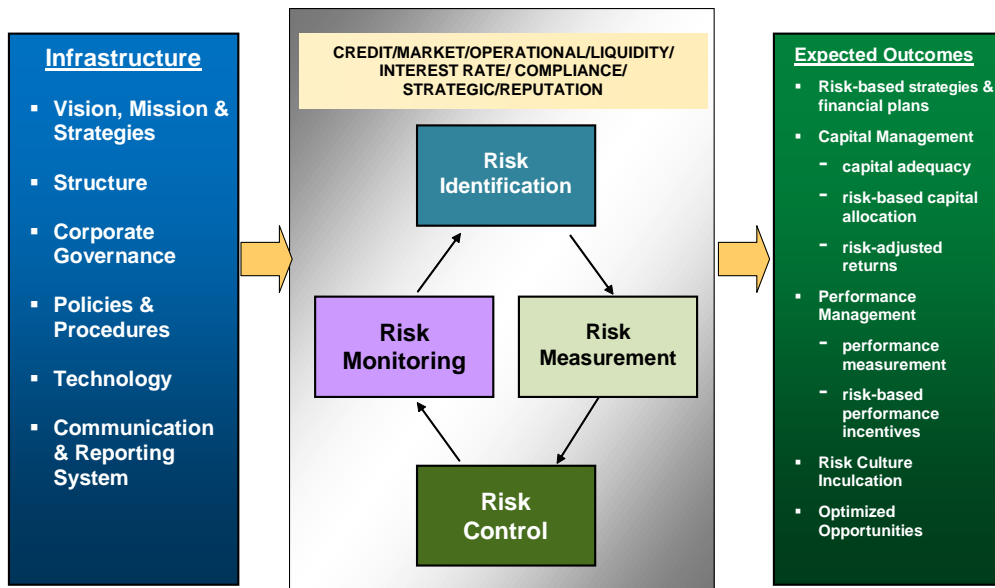 Infrastructure
▪ Vision, Mission &
Strategies
▪ Structure
▪ Corporate
Governance
▪ Policies &
Procedures
▪ Technology
▪ Communication
& Reporting
System
CREDIT/MARKET/OPERATIONAL/LIQUIDITY/
INTEREST RATE/ COMPLIANCE/
STRATEGIC/REPUTATION
Risk
Identification
Risk
Monitoring
Risk
Measurement
Risk
Control
Expected Outcomes
▪ Risk-based strategies &
financial plans
▪ Capital Management
- capital adequacy
- risk-based capital
allocation
- risk-adjusted
returns
▪ Performance
Management
- performance
measurement
- risk-based
performance
incentives
▪ Risk Culture
Inculcation
▪ Optimized
Opportunities